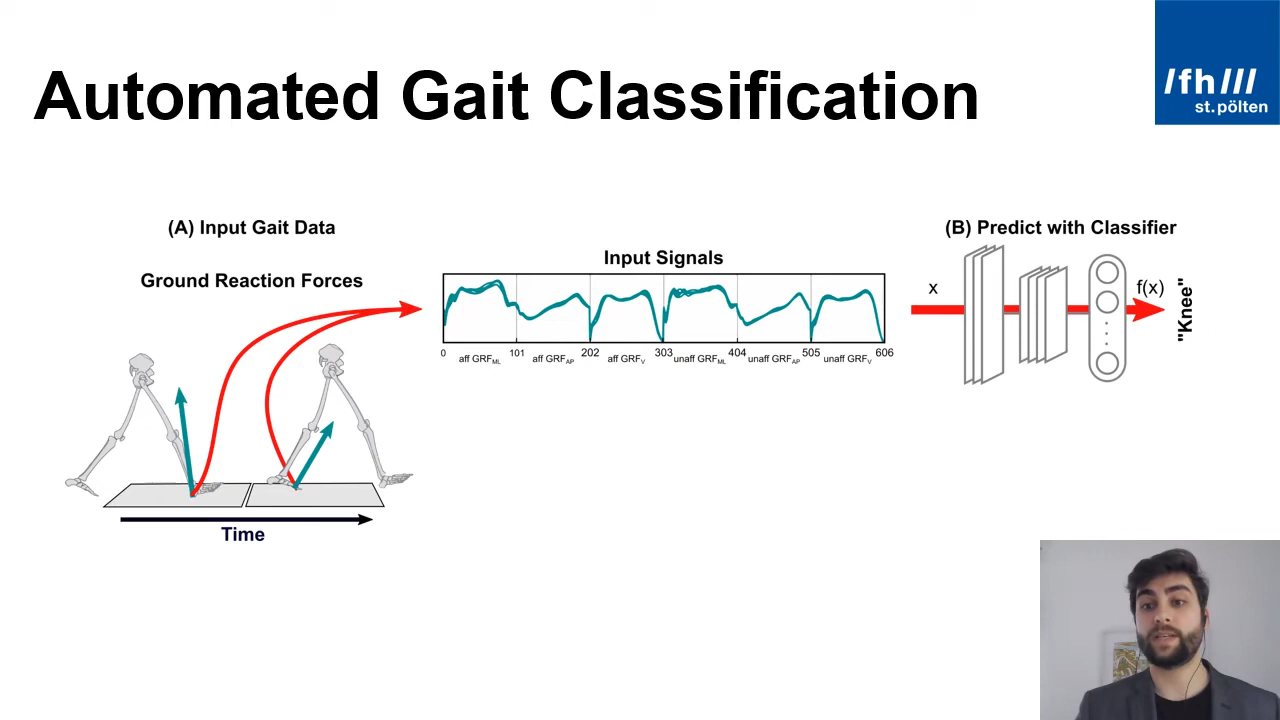 Automated Gait Classification
/fh///
st.pölten
(A) Input Gait Data
Ground Reaction Forces
Time
Input Signals
0 101 202 303 404 505 606
aff GRFML aff GRFAP aff GRFV unaff GRFML unaff GRFAP unaff GRFV
(B) Predict with Classifier
x
f(x)
"Knee"